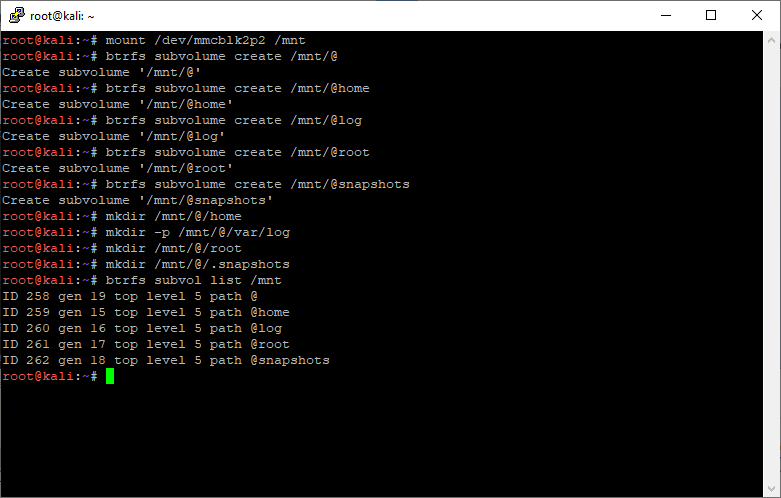 root@kali: ~
root@kali:~# mount /dev/mmcblk2p2 /mnt
root@kali:~# btrfs subvolume create /mnt/@
Create subvolume '/mnt/@'
root@kali:~# btrfs subvolume create /mnt/@home
Create subvolume '/mnt/@home'
root@kali:~# btrfs subvolume create /mnt/@log
Create subvolume '/mnt/@log'
root@kali:~# btrfs subvolume create /mnt/@root
Create subvolume '/mnt/@root'
root@kali:~# btrfs subvolume create /mnt/@snapshots
Create subvolume '/mnt/@snapshots'
root@kali:~# mkdir /mnt/@/home
root@kali:~# mkdir -p /mnt/@/var/log
root@kali:~# mkdir /mnt/@/root
root@kali:~# mkdir /mnt/@/.snapshots
root@kali:~# btrfs subvol list /mnt
ID 258 gen 19 top level 5 path @
ID 259 gen 15 top level 5 path @home
ID 260 gen 16 top level 5 path @log
ID 261 gen 17 top level 5 path @root
ID 262 gen 18 top level 5 path @snapshots
root@kali:~#